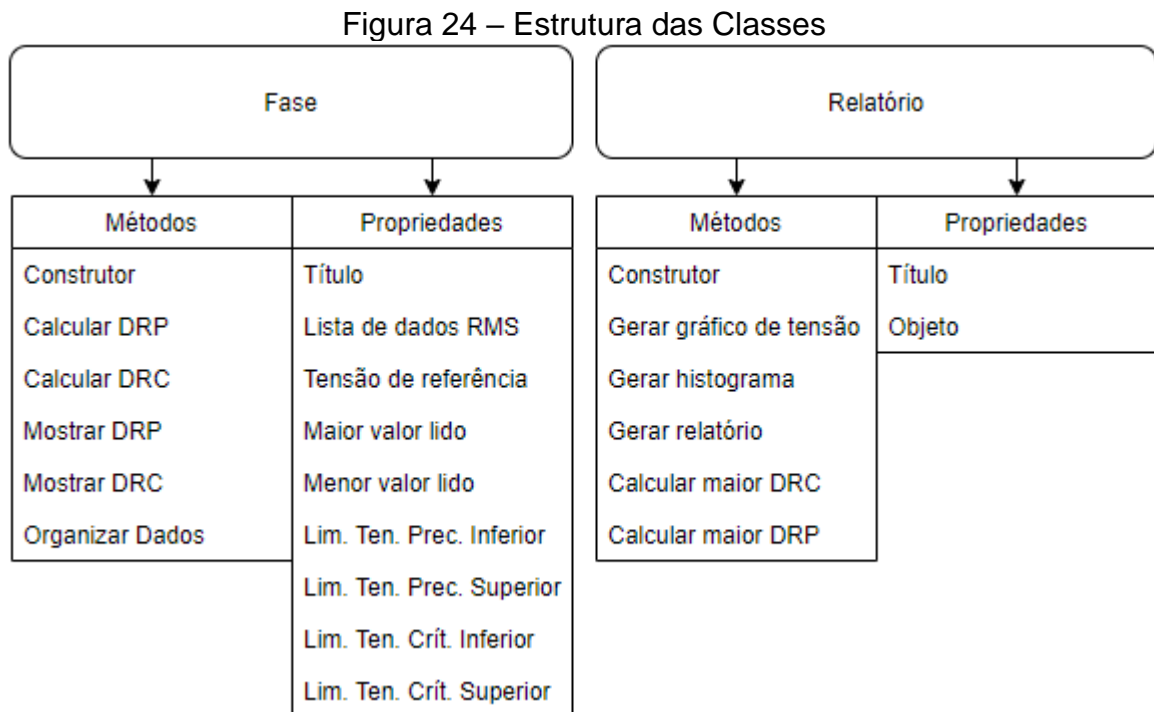 Figura 24 – Estrutura das Classes
Fase
Métodos
Construtor
Calcular DRP
Calcular DRC
Mostrar DRP
Mostrar DRC
Organizar Dados
Propriedades
Título
Lista de dados RMS
Tensão de referência
Maior valor lido
Menor valor lido
Lim. Ten. Prec. Inferior
Lim. Ten. Prec. Superior
Lim. Ten. Crít. Inferior
Lim. Ten. Crít. Superior
Relatório
Métodos
Construtor
Gerar gráfico de tensão
Gerar histograma
Gerar relatório
Calcular maior DRC
Calcular maior DRP
Propriedades
Título
Objeto